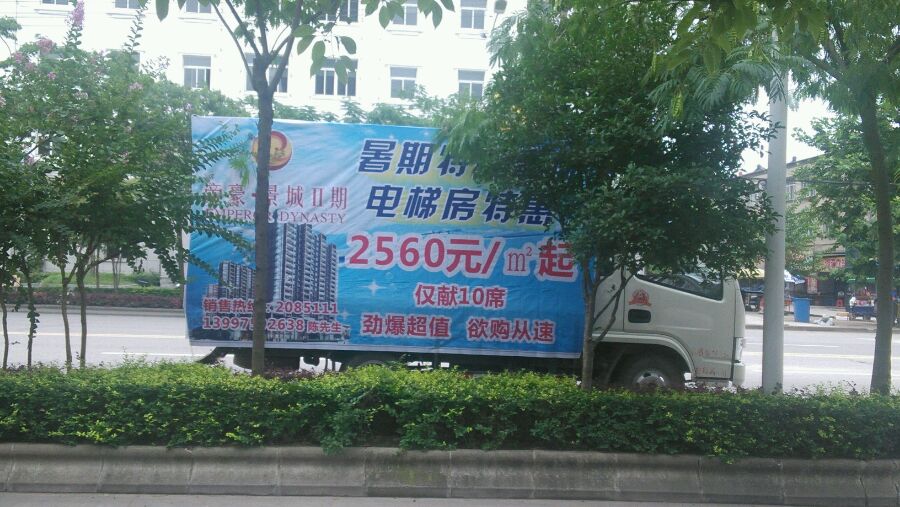 暑期特
电梯房特惠
帝豪·景城II期
EMPEROR DYNASTY
2560元/㎡起
仅献10席
销售热线:2085111
2638 陈先生
劲爆超值 欲购从速